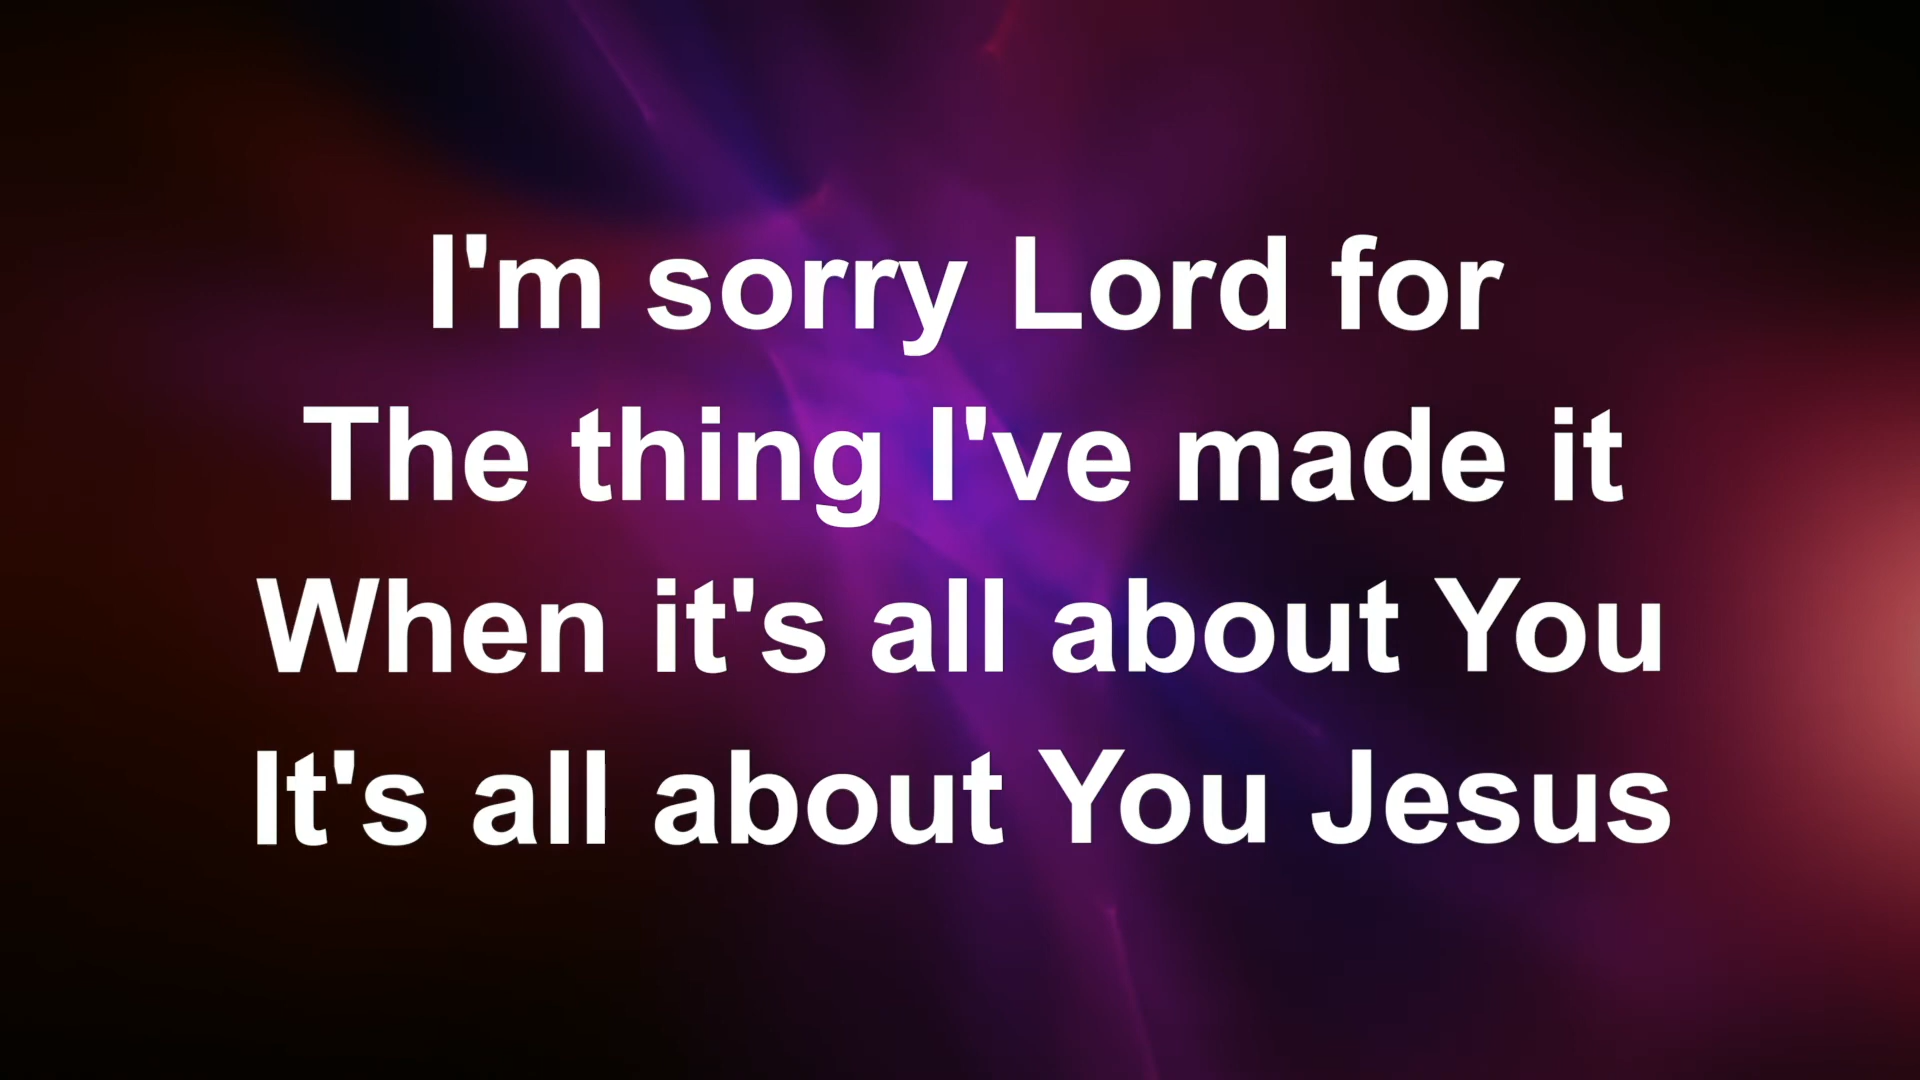 I'm sorry Lord for
The thing I've made it
When it's all about You
It's all about You Jesus